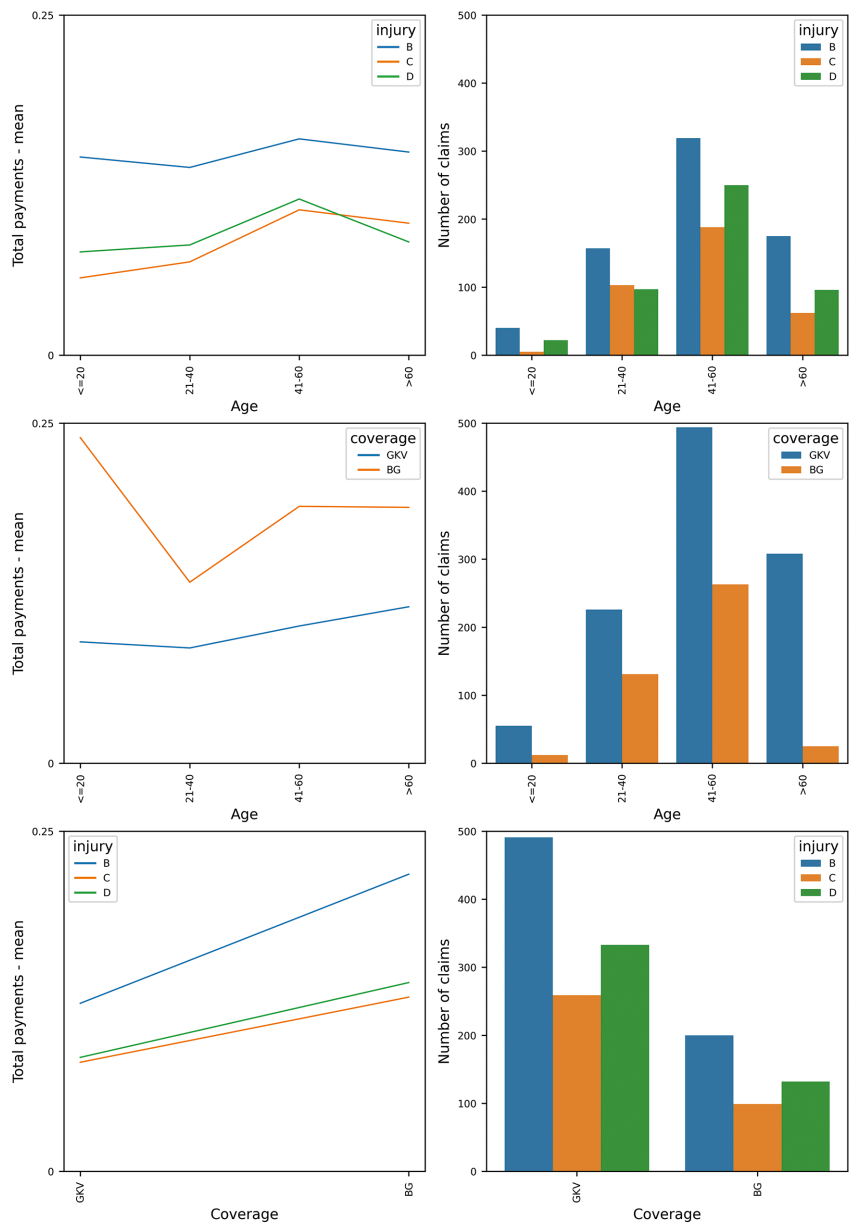 0.25
0
Total payments - mean
injury
B
C
D
<=20
21-40
41-60
>60
Age
500
400
300
200
100
0
Number of claims
injury
B
C
D
<=20
21-40
41-60
>60
Age
0.25
0
Total payments - mean
coverage
GKV
BG
<=20
21-40
41-60
>60
Age
500
400
300
200
100
0
Number of claims
coverage
GKV
BG
<=20
21-40
41-60
>60
Age
0.25
0
Total payments - mean
injury
B
C
D
GKV
BG
Coverage
500
400
300
200
100
0
Number of claims
injury
B
C
D
GKV
BG
Coverage